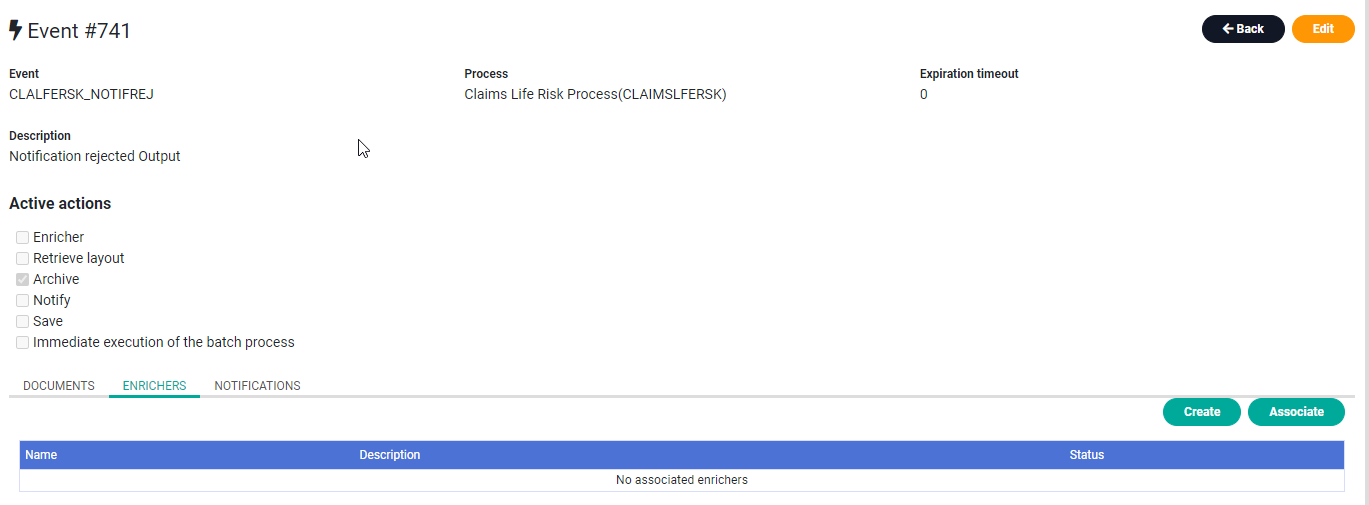 Event #741
Back
Edit
Event
Process
Expiration timeout
CLALFERSK_NOTIFREJ
Claims Life Risk Process(CLAIMSLFERSK)
0
Description
Notification rejected Output
Active actions
Enricher
Retrieve layout
Archive
Notify
Save
Immediate execution of the batch process
DOCUMENTS
ENRICHERS
NOTIFICATIONS
Create
Associate
Name
Description
Status
No associated enrichers